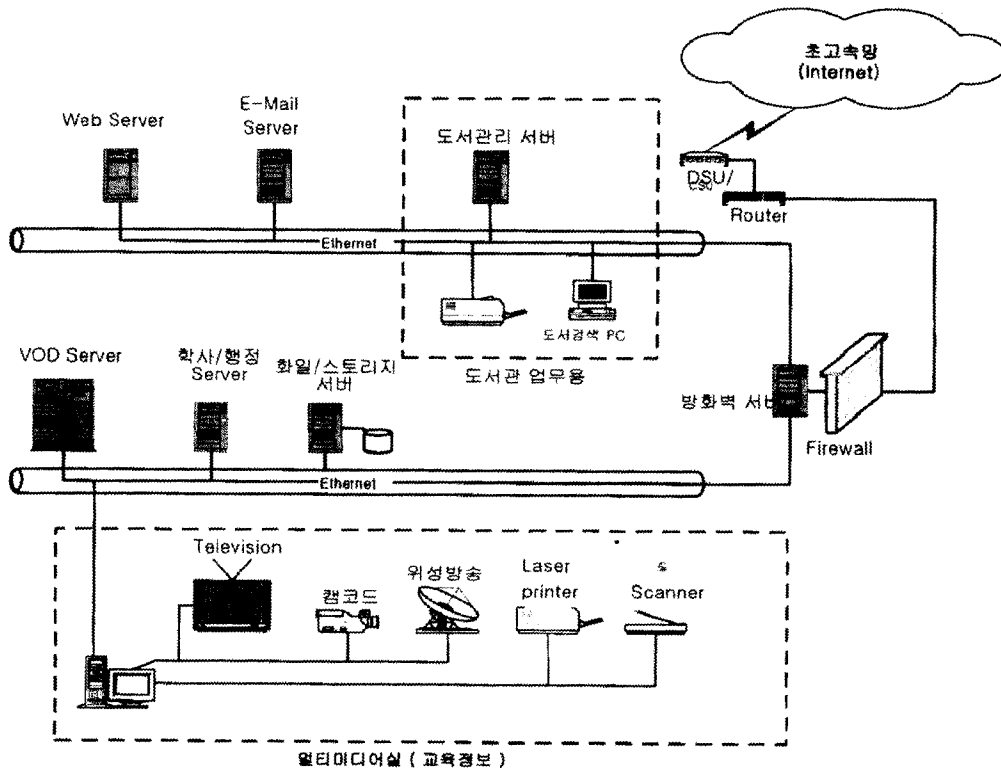 초고속망
(Internet)
Web Server
E-Mail
Server
도서관리 서버
DSU/
CSU
Router
Ethernet
도서검색 PC
도서관 업무용
VOD Server
학사/행정
Server
화일/스토리지
서버
방화벽 서버
Firewall
Ethernet
Television
캠코드
위성방송
Laser
printer
Scanner
멀티미디어실 ( 교육정보 )